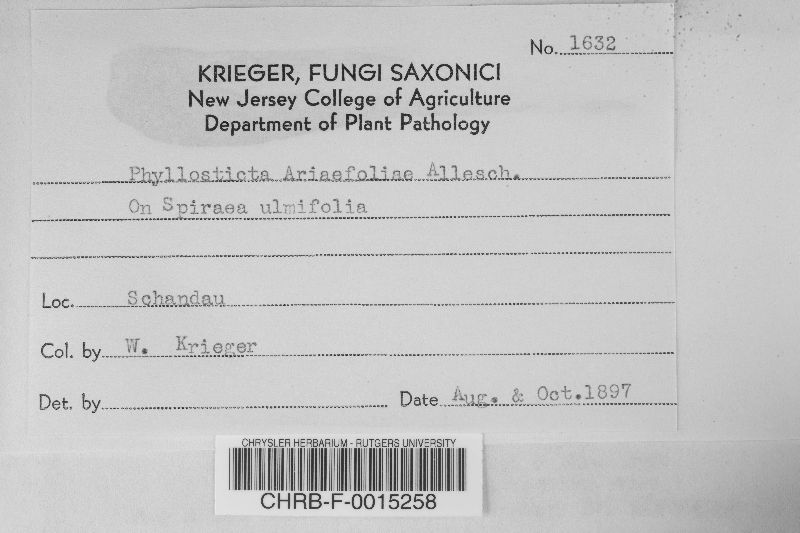 No. 1632
KRIEGER, FUNGI SAXONICI
New Jersey College of Agriculture
Department of Plant Pathology
Phyllosticta Ariaefoliae Allesch.
On Spiraea ulmifolia
Loc. Schandau
Col. by W. Krieger
Det. by
Date Aug. & Oct.1897
CHRYSLER HERBARIUM - RUTGERS UNIVERSITY
CHRB-F-0015258